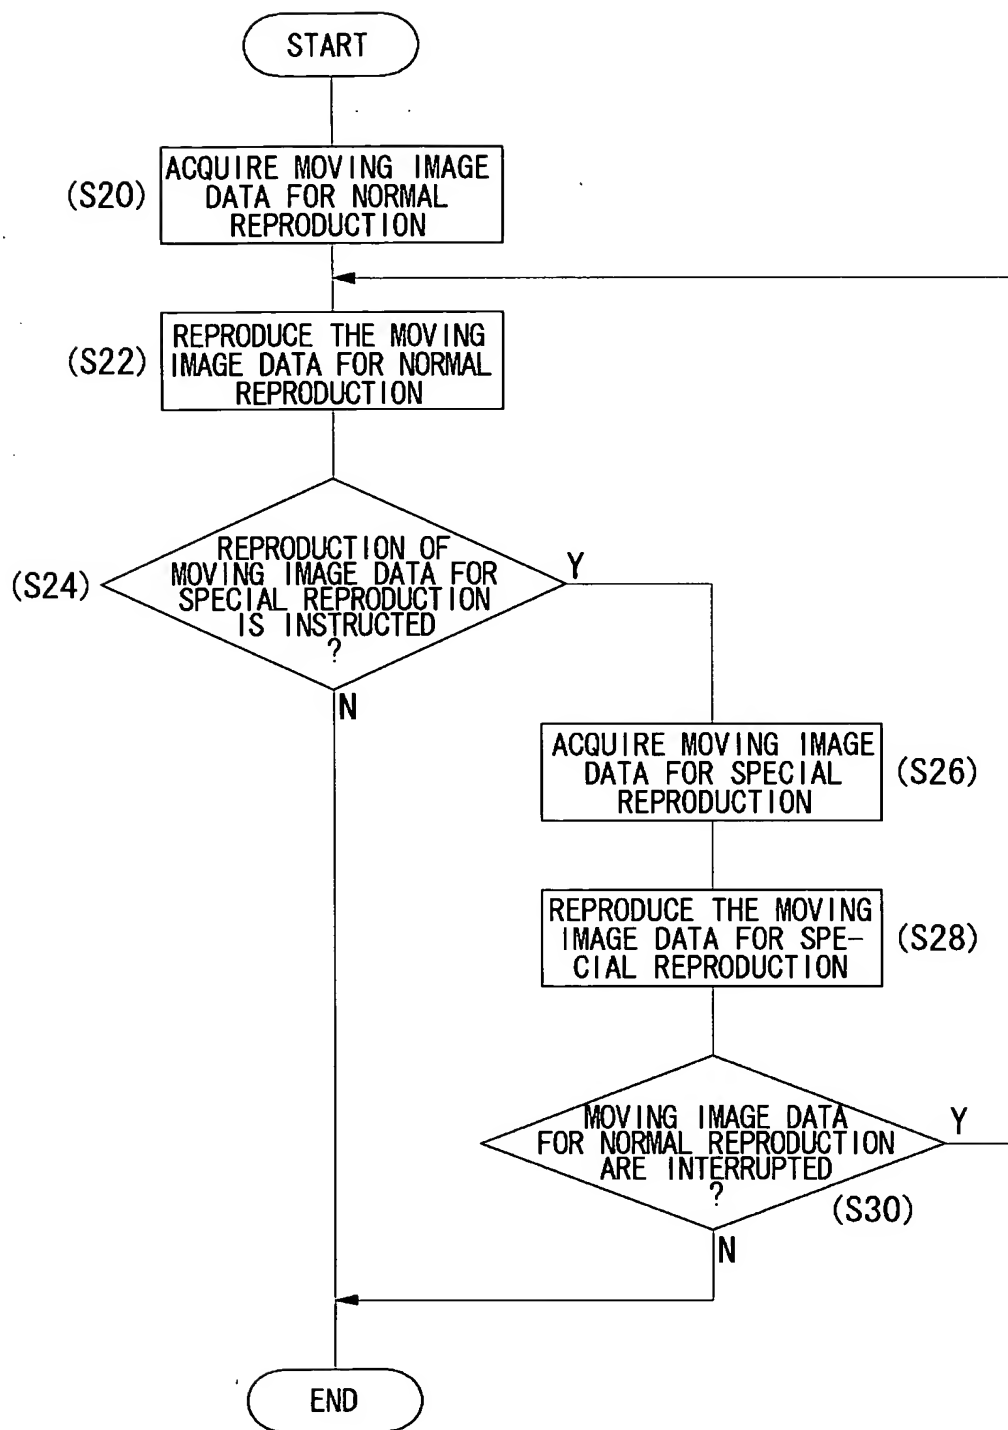 START
(S20)
ACQUIRE MOVING IMAGE
DATA FOR NORMAL
REPRODUCTION
(S22)
REPRODUCE THE MOVING
IMAGE DATA FOR NORMAL
REPRODUCTION
(S24)
REPRODUCTION OF
MOVING IMAGE DATA FOR
SPECIAL REPRODUCTION
IS INSTRUCTED
?
Y
N
ACQUIRE MOVING IMAGE
DATA FOR SPECIAL
REPRODUCTION
(S26)
REPRODUCE THE MOVING
IMAGE DATA FOR SPE-
CIAL REPRODUCTION
(S28)
MOVING IMAGE DATA
FOR NORMAL REPRODUCTION
ARE INTERRUPTED
?
Y
(S30)
N
END